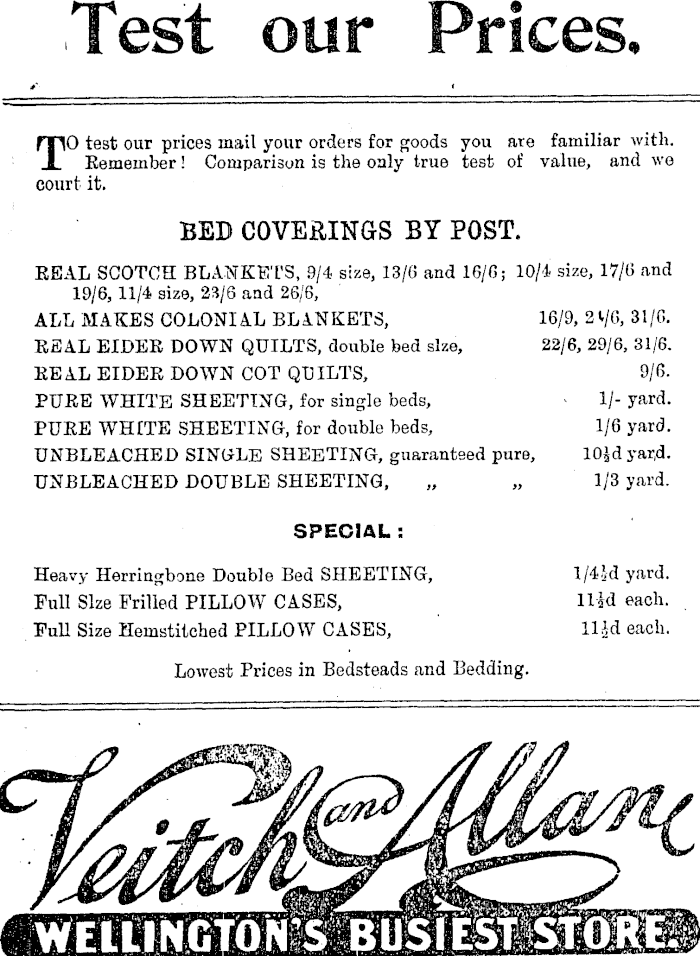 Test our Prices.
TO test our prices mail your orders for goods you are familiar with.
Remember! Comparison is the only true test of value, and we
court it.
BED COVERINGS BY POST.
REAL SCOTCH BLANKETS, 9/4 size, 13/6 and 16/6; 10/4 size, 17/6 and
19/6, 11/4 size, 23/6 and 26/6,
ALL MAKES COLONIAL BLANKETS, 16/9, 31/6.
REAL EIDER DOWN QUILTS, double bed size, 22/6, 29/6, 31/6.
REAL EIDER DOWN COT QUILTS, 9/6.
PURE WHITE SHEETING, for single beds, 1/- yard.
PURE WHITE SHEETING, for double beds, 1/6 yard.
UNBLEACHED SINGLE SHEETING, guaranteed pure, 10½d yard.
UNBLEACHED DOUBLE SHEETING, „ „ 1/3 yard.
SPECIAL:
Heavy Herringbone Double Bed SHEETING, 1/4½d yard.
Full Size Frilled PILLOW CASES, 11½d each.
Full Size Hemstitched PILLOW CASES, 11½d each.
Lowest Prices in Bedsteads and Bedding.
Veitch and Allan
WELLINGTON'S BUSIEST STORE.